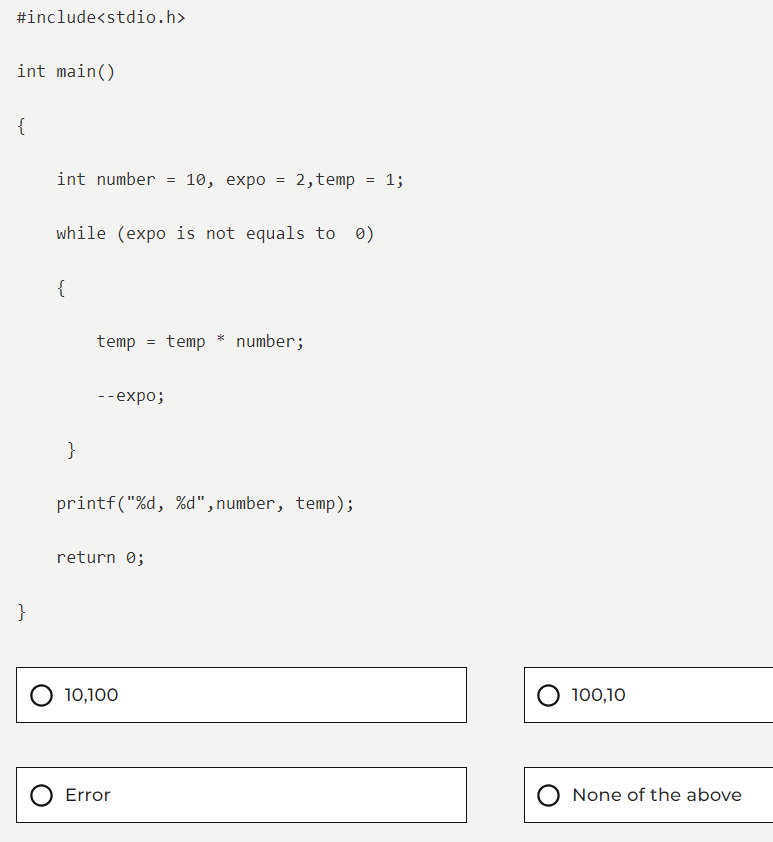 #include<stdio.h>
int main()
{
int number = 10, expo = 2,temp = 1;
while (expo is not equals to  0)
{
temp = temp * number;
--expo;
}
printf("%d, %d",number, temp);
return 0;
}
10,100
100,10
Error
None of the above